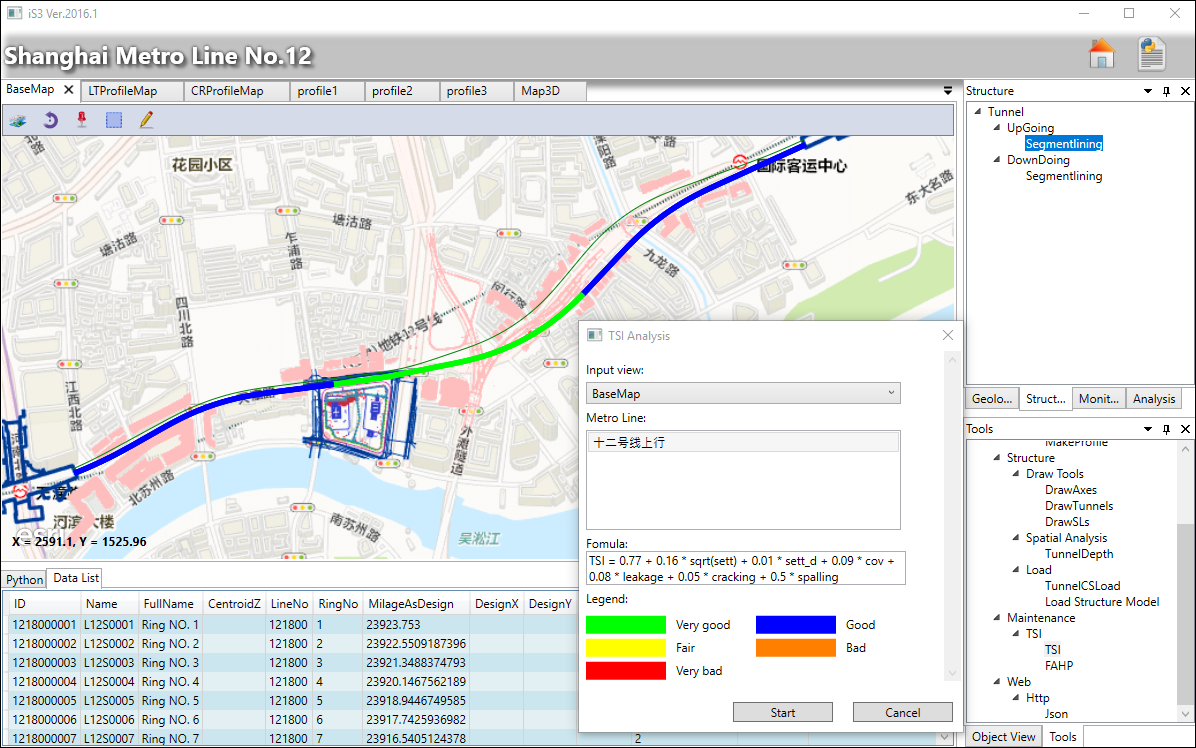 iS3 Ver.2016.1
Shanghai Metro Line No.12
BaseMap
LTProfileMap
CRProfileMap
profile1
profile2
profile3
Map3D
花园小区
塘沽路
塘沽路
乍浦路
四川北路
江西北路
溧阳路
国际客运中心
东大名路
九龙路
闵行路
地铁12号线
外滩隧道
北苏州路
南苏州路
吴淞江
河滨大楼
X = 2591.1, Y = 1525.96
Python
Data List
ID Name FullName CentroidZ LineNo RingNo MilageAsDesign DesignX DesignY
1218000001 L12S0001 Ring NO. 1 121800 1 23923.753
1218000002 L12S0002 Ring NO. 2 121800 2 23922.5509187396
1218000003 L12S0003 Ring NO. 3 121800 3 23921.3488374793
1218000004 L12S0004 Ring NO. 4 121800 4 23920.1467562189
1218000005 L12S0005 Ring NO. 5 121800 5 23918.9446749585
1218000006 L12S0006 Ring NO. 6 121800 6 23917.7425936982
1218000007 L12S0007 Ring NO. 7 121800 7 23916.5405124378 2
TSI Analysis
Input view:
BaseMap
Metro Line:
十二号线上行
Fomula:
TSI = 0.77 + 0.16 * sqrt(sett) + 0.01 * sett_d + 0.09 * cov +
0.08 * leakage + 0.05 * cracking + 0.5 * spalling
Legend:
Very good
Good
Fair
Bad
Very bad
Start
Cancel
Structure
Tunnel
UpGoing
Segmentlining
DownDoing
Segmentlining
Geolo...
Struct...
Monit...
Analysis
Tools
MakeProfile
Structure
Draw Tools
DrawAxes
DrawTunnels
DrawSLs
Spatial Analysis
TunnelDepth
Load
TunnelCSLoad
Load Structure Model
Maintenance
TSI
TSI
FAHP
Web
Http
Json
Object View
Tools